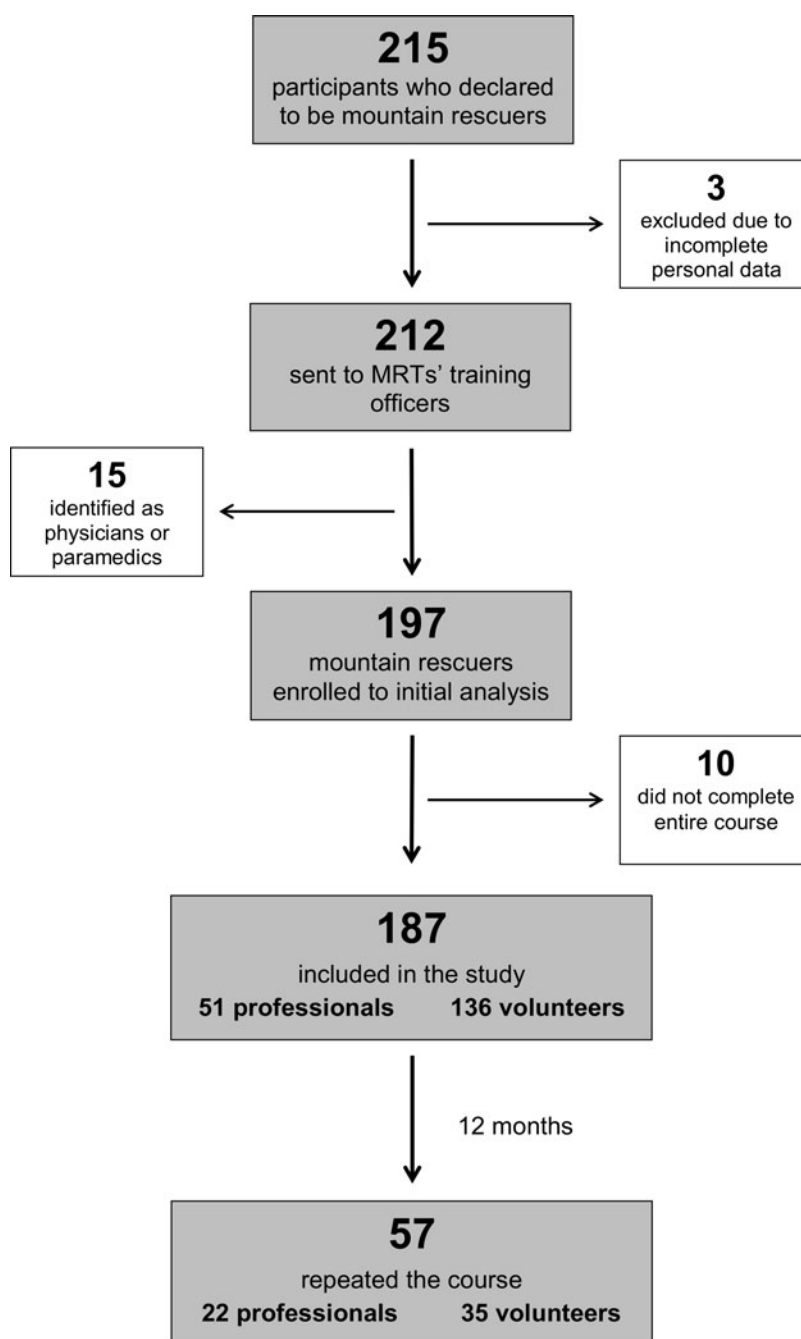 215
participants who declared
to be mountain rescuers
3
excluded due to
incomplete
personal data
212
sent to MRTs’ training
officers
15
identified as
physicians or
paramedics
197
mountain rescuers
enrolled to initial analysis
10
did not complete
entire course
187
included in the study
51 professionals 136 volunteers
12 months
57
repeated the course
22 professionals 35 volunteers